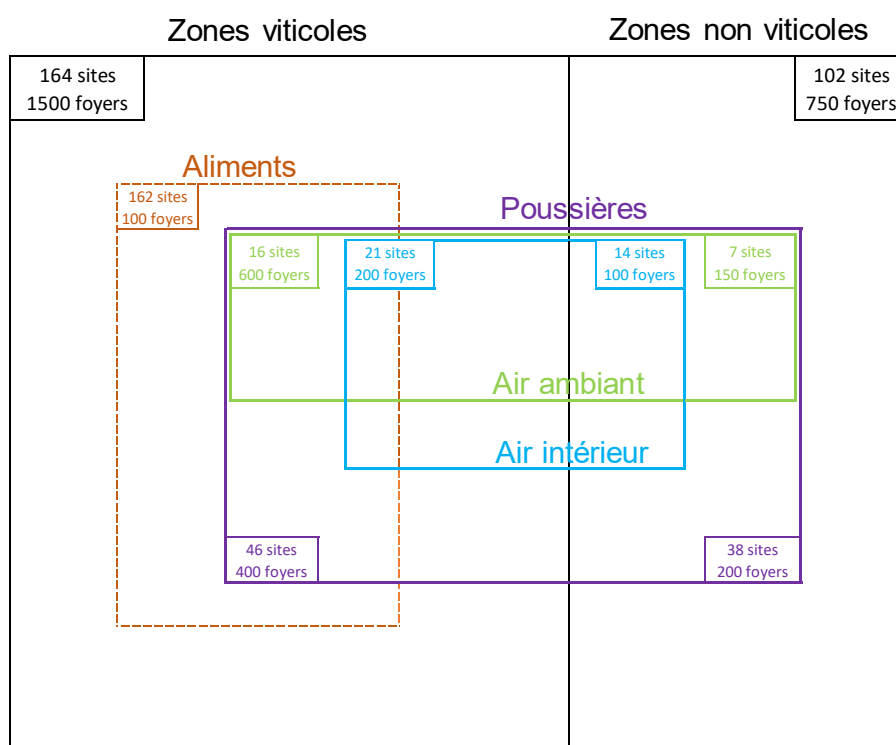 Zones viticoles
Zones non viticoles
164 sites
1500 foyers
102 sites
750 foyers
Aliments
162 sites
100 foyers
Poussières
16 sites
600 foyers
21 sites
200 foyers
14 sites
100 foyers
7 sites
150 foyers
Air ambiant
Air intérieur
46 sites
400 foyers
38 sites
200 foyers